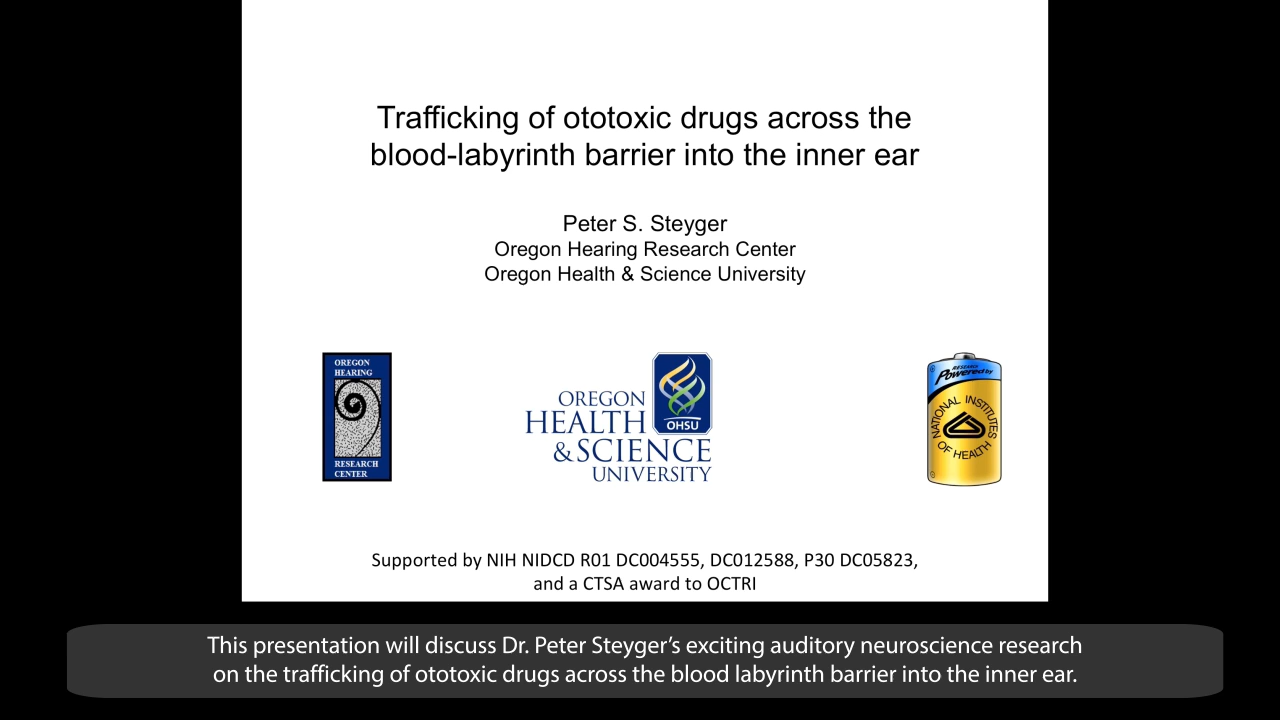 Trafficking of ototoxic drugs across the
blood-labyrinth barrier into the inner ear
Peter S. Steyger
Oregon Hearing Research Center
Oregon Health & Science University
OREGON
HEARING
RESEARCH
CENTER
OREGON
HEALTH
& SCIENCE
UNIVERSITY
OHSU
RESEARCH
Powered by
NATIONAL INSTITUTES
OF HEALTH
Supported by NIH NIDCD R01 DC004555, DC012588, P30 DC05823,
and a CTSA award to OCTRI
This presentation will discuss Dr. Peter Steyger’s exciting auditory neuroscience research
on the trafficking of ototoxic drugs across the blood labyrinth barrier into the inner ear.